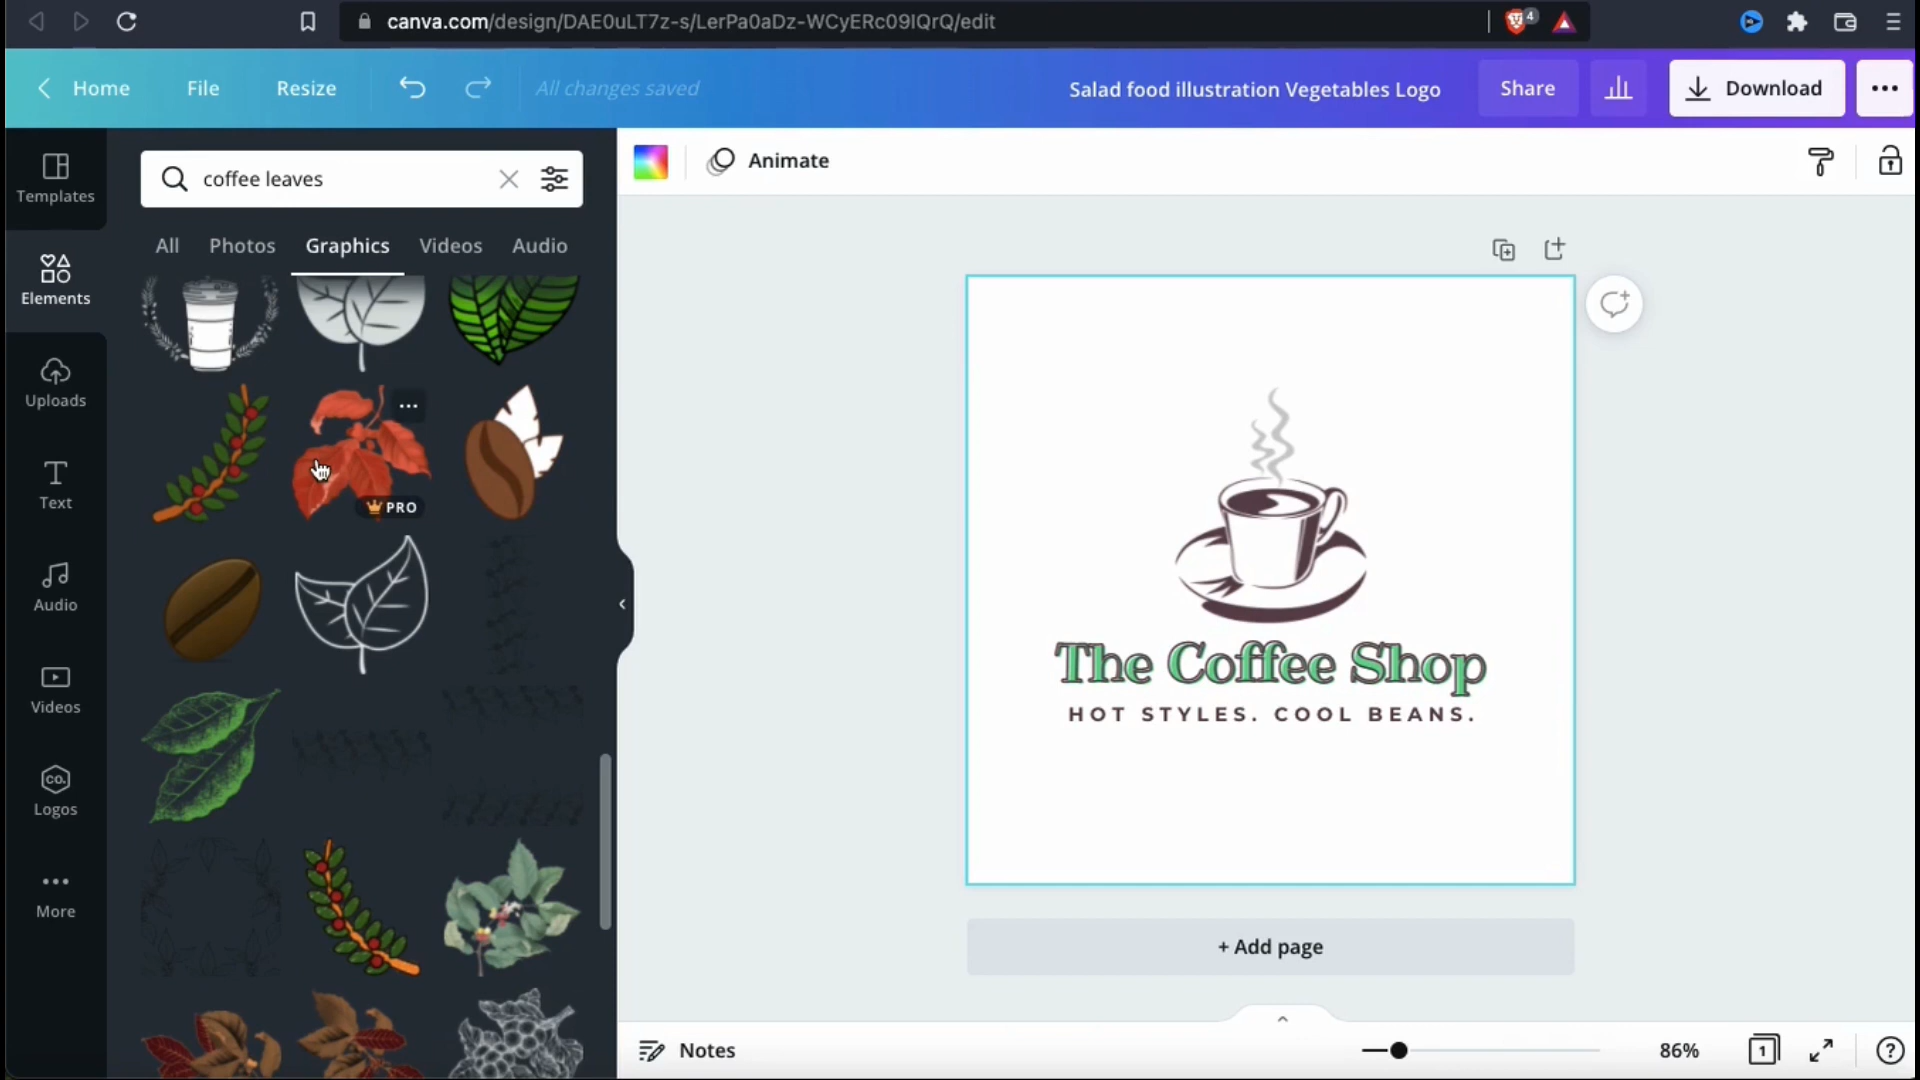 canva.com/design/DAE0uLT7z-s/LerPa0aDz-WCyERc09IQrQ/edit
4
Home File Resize All changes saved Salad food illustration Vegetables Logo Share Download
Templates
Elements
Uploads
Text
Audio
Videos
CO.
Logos
More
coffee leaves
All Photos Graphics Videos Audio
PRO
Animate
The Coffee Shop
HOT STYLES. COOL BEANS.
+ Add page
Notes 86% 1